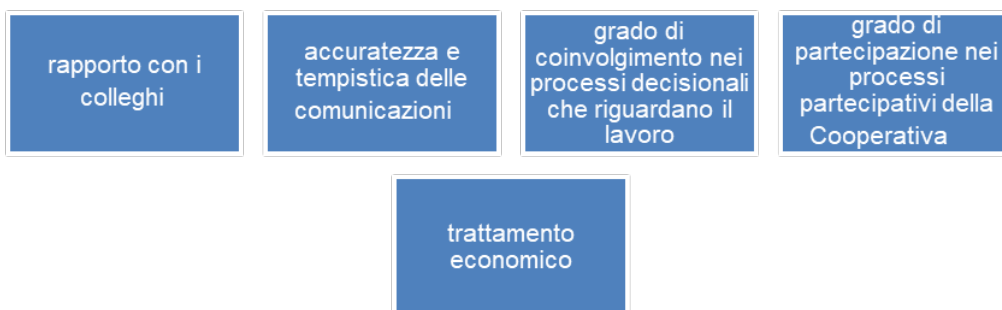 rapporto con i
colleghi
accuratezza e
tempistica delle
comunicazioni
grado di
coinvolgimento nei
processi decisionali
che riguardano il
lavoro
grado di
partecipazione nei
processi
partecipativi della
Cooperativa
trattamento
economico